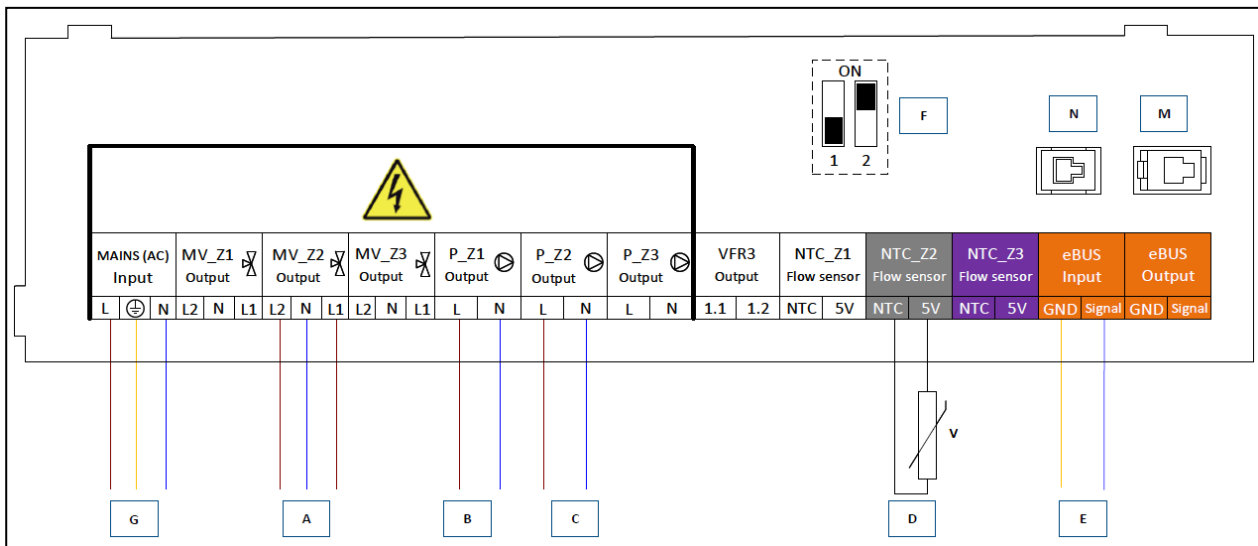 ON
F
N
M
1 2
MAINS (AC) MV_Z1 MV_Z2 MV_Z3 P_Z1 P_Z2 P_Z3 VFR3 NTC_Z1 NTC_Z2 NTC_Z3 eBUS eBUS
Input Output Output Output Output Output Output Output Flow sensor Flow sensor Flow sensor Input Output
L N L2 N L1 L2 N L1 L2 N L1 L N L N L N 1.1 1.2 NTC 5V NTC 5V NTC 5V GND Signal GND Signal
V
G A B C D E